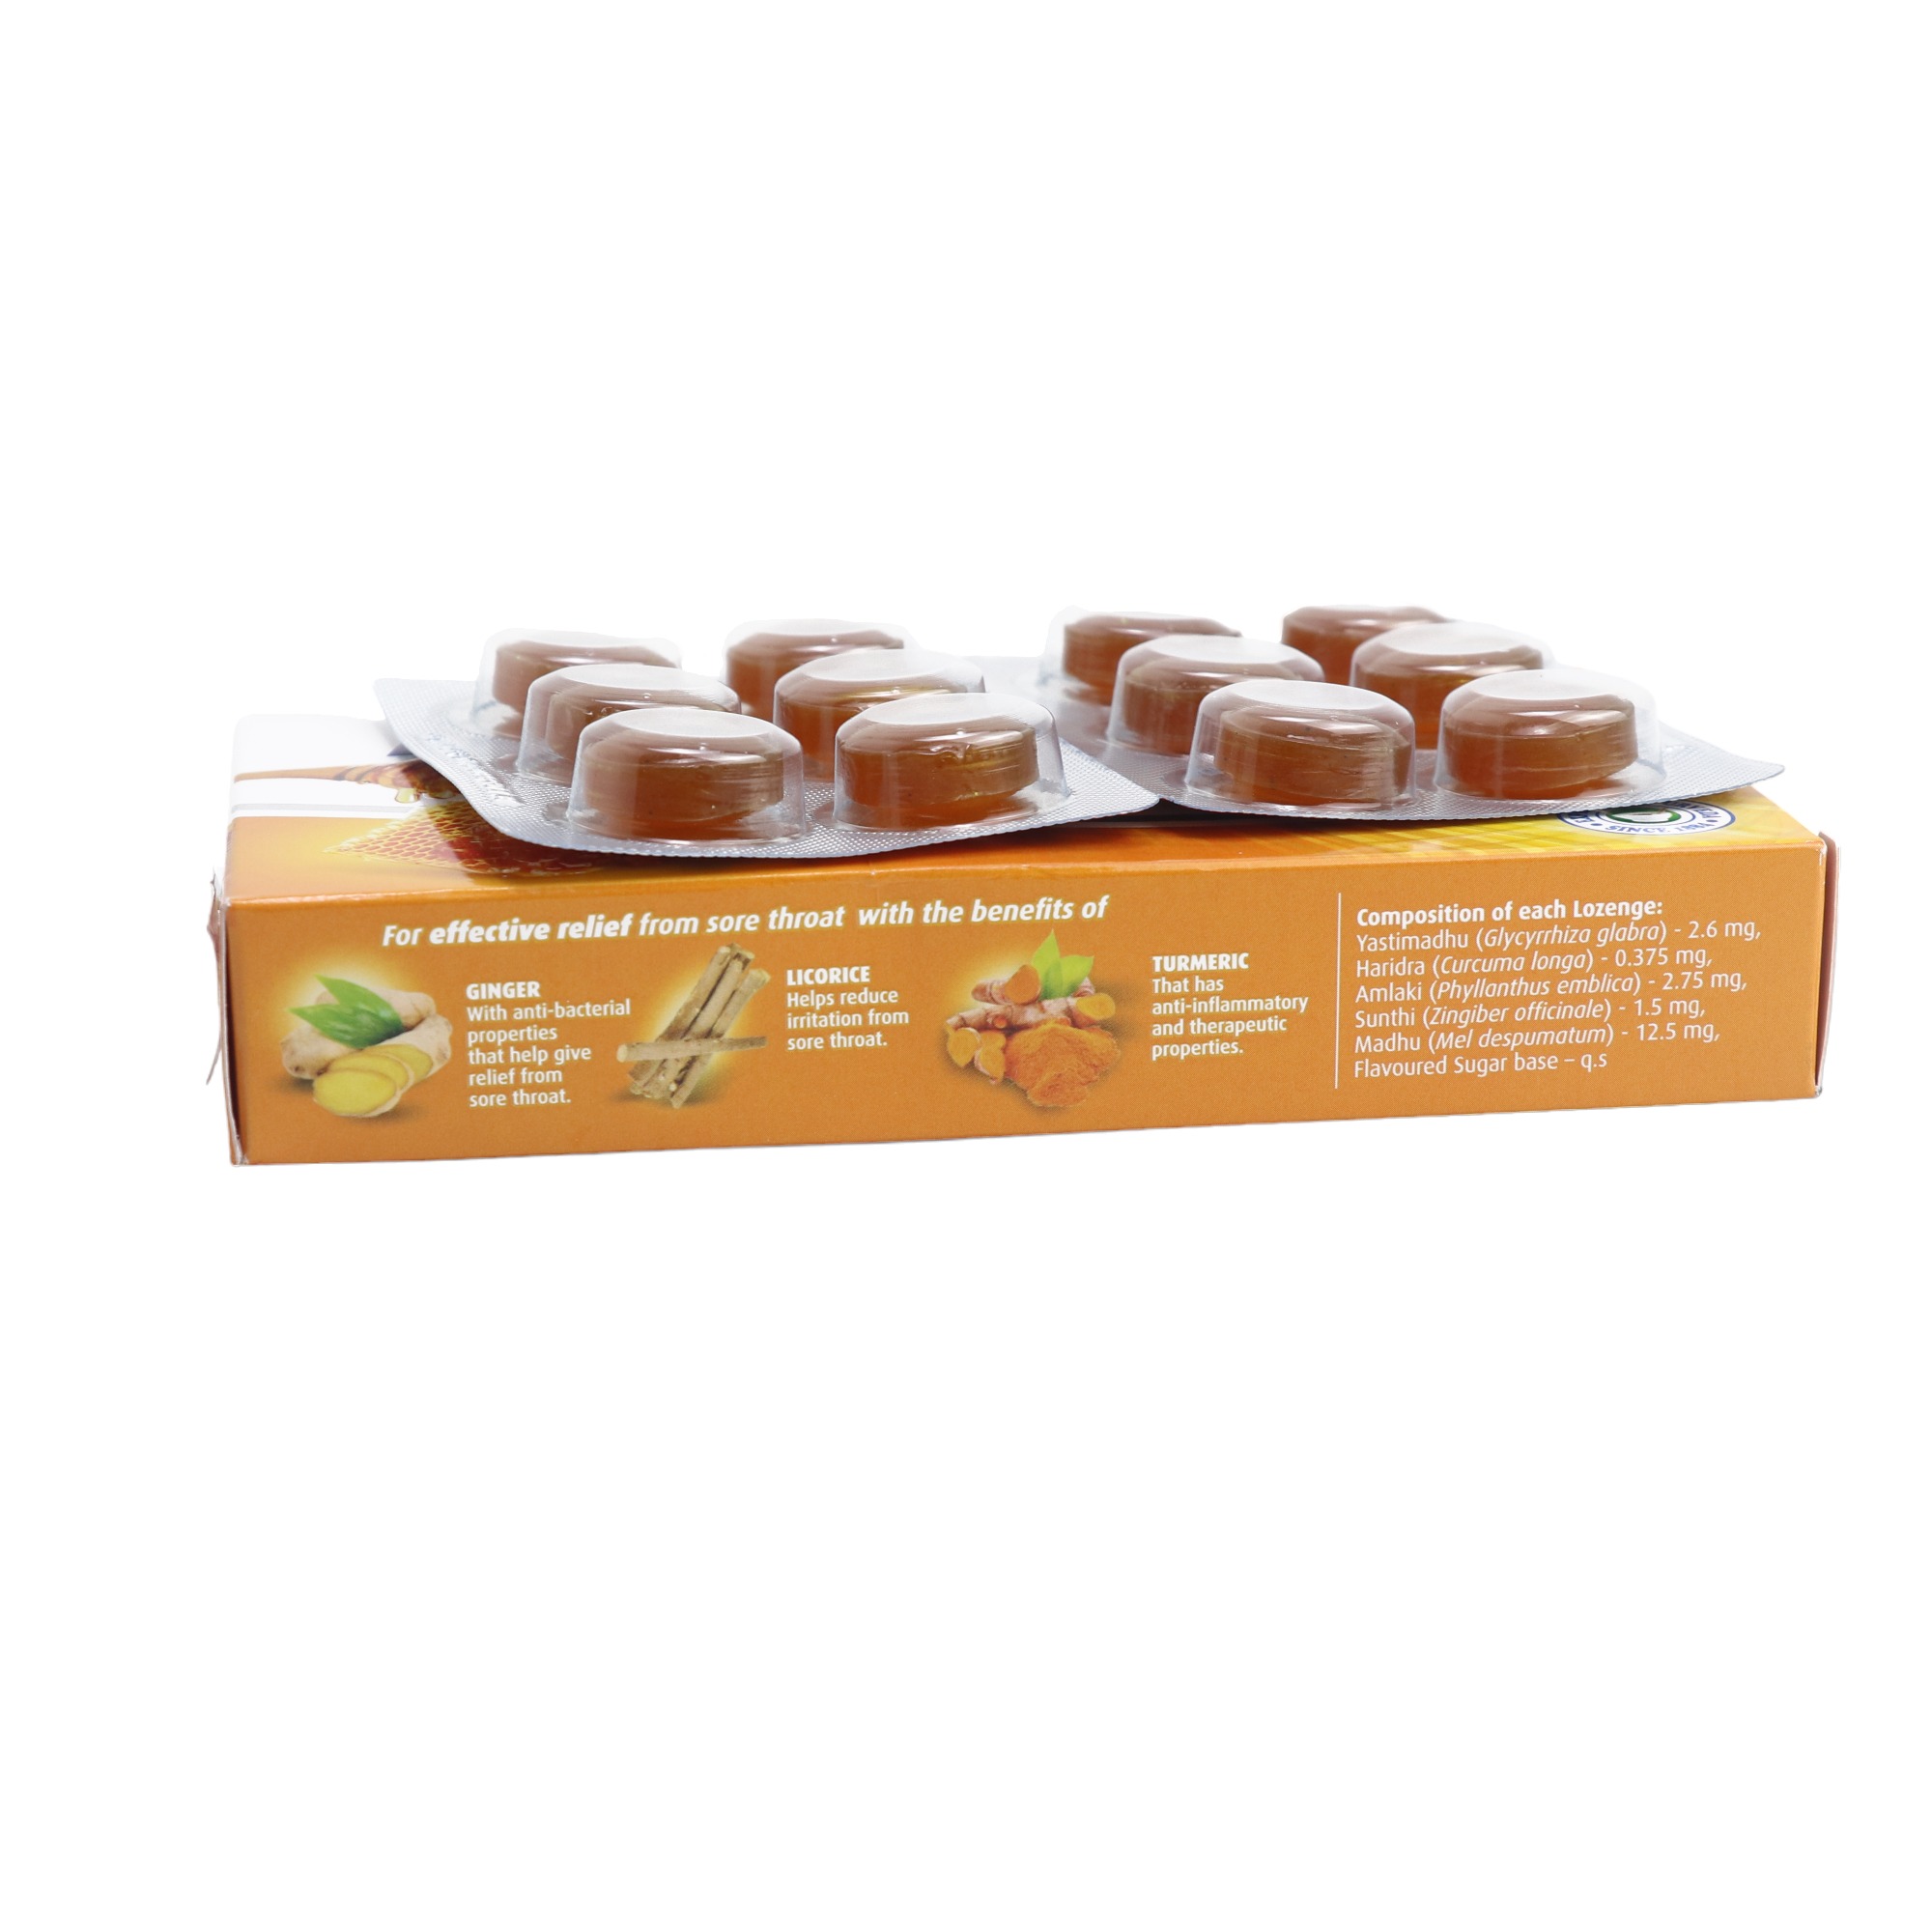 SINCE 1884
For effective relief from sore throat with the benefits of
GINGER
With anti-bacterial
properties
that help give
relief from
sore throat.
LICORICE
Helps reduce
irritation from
sore throat.
TURMERIC
That has
anti-inflammatory
and therapeutic
properties.
Composition of each Lozenge:
Yastimadhu (Glycyrrhiza glabra) - 2.6 mg,
Haridra (Curcuma longa) - 0.375 mg,
Amlaki (Phyllanthus emblica) - 2.75 mg,
Sunthi (Zingiber officinale) - 1.5 mg,
Madhu (Mel despumatum) - 12.5 mg,
Flavoured Sugar base – q.s